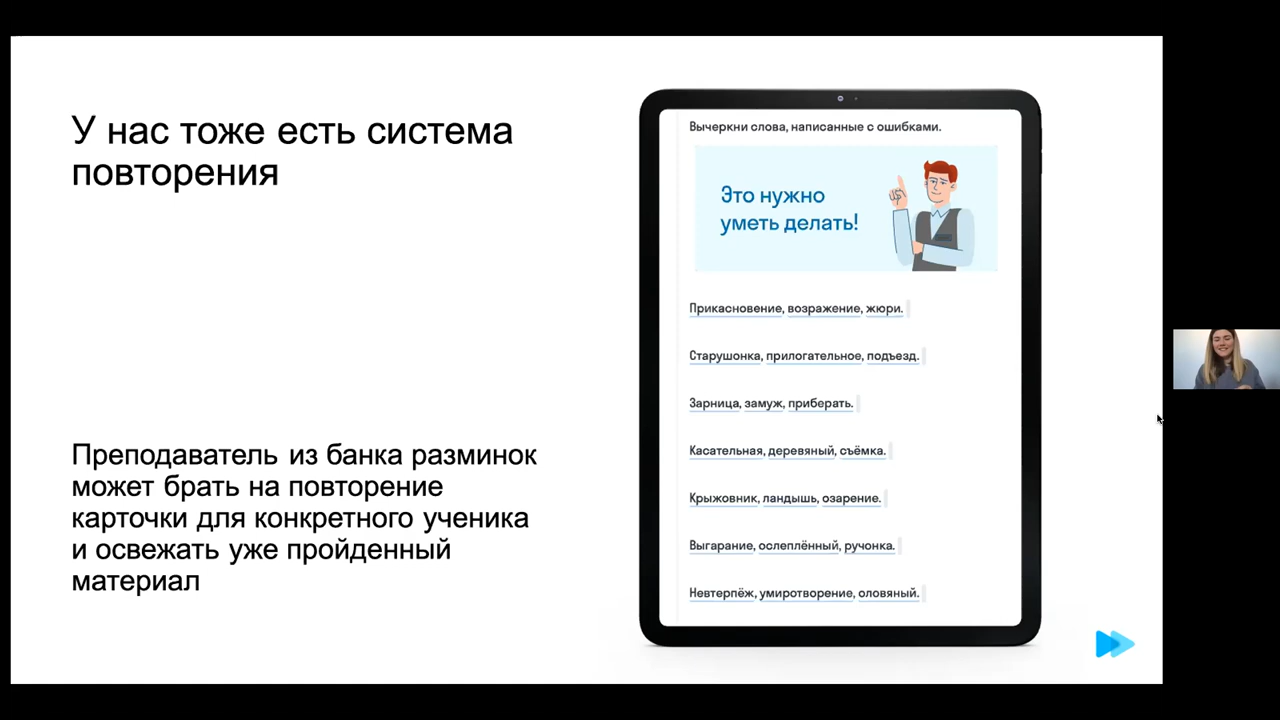 У нас тоже есть система
повторения
Преподаватель из банка разминок
может брать на повторение
карточки для конкретного ученика
и освежать уже пройденный
материал
Вычеркни слова, написанные с ошибками.
Это нужно
уметь делать!
Прикасновение, возражение, жюри.
Старушонка, прилогательное, подъезд.
Зарница, замуж, приберать.
Касательная, деревяный, съёмка.
Крыжовник, ландышь, озарение.
Выгарание, ослеплённый, ручонка.
Невтерпёж, умиротворение, оловяный.